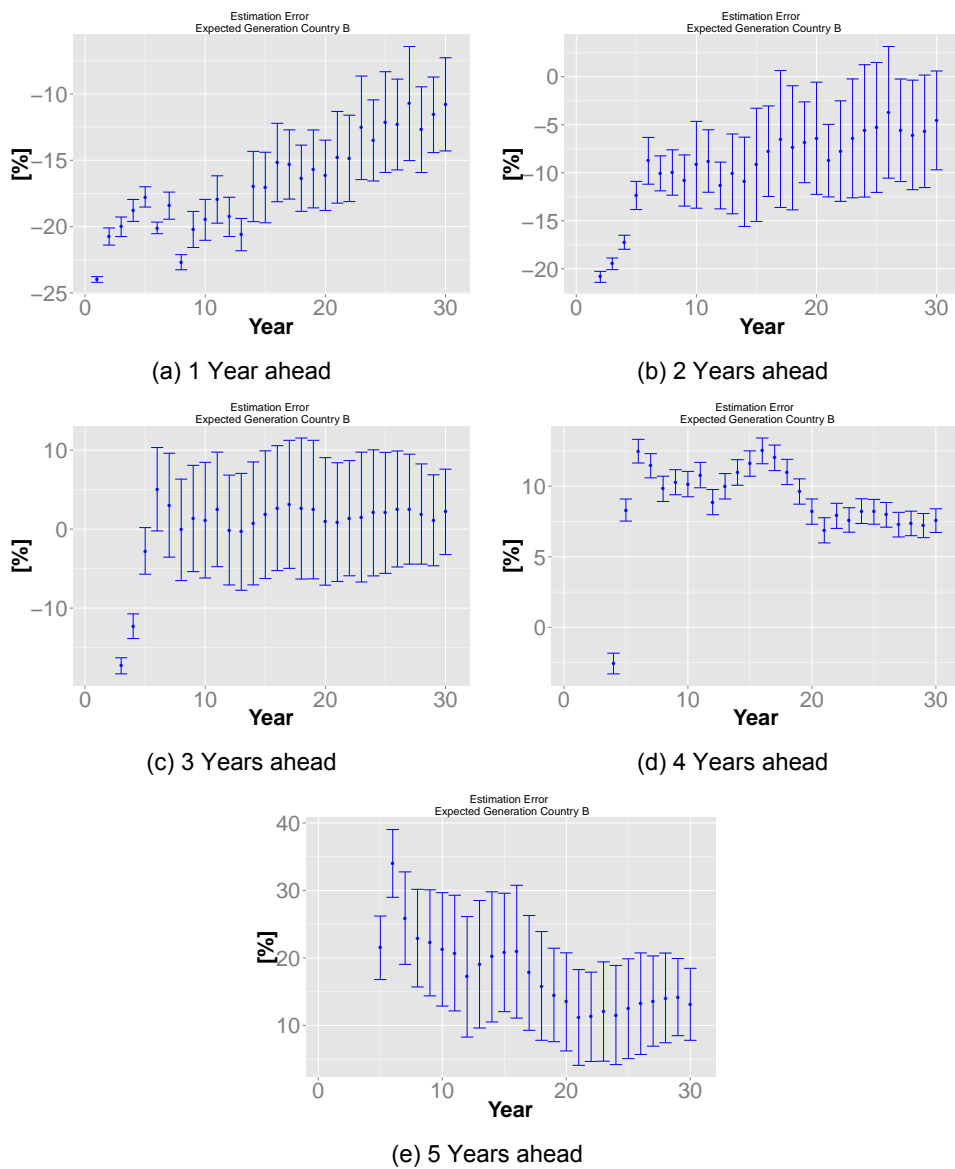 Estimation Error
Expected Generation Country B
[%]
−10
−15
−20
−25
0
10
20
30
Year
(a) 1 Year ahead
Estimation Error
Expected Generation Country B
[%]
0
−5
−10
−15
−20
0
10
20
30
Year
(b) 2 Years ahead
Estimation Error
Expected Generation Country B
[%]
10
0
−10
0
10
20
30
Year
(c) 3 Years ahead
Estimation Error
Expected Generation Country B
[%]
10
5
0
0
10
20
30
Year
(d) 4 Years ahead
Estimation Error
Expected Generation Country B
[%]
40
30
20
10
0
10
20
30
Year
(e) 5 Years ahead